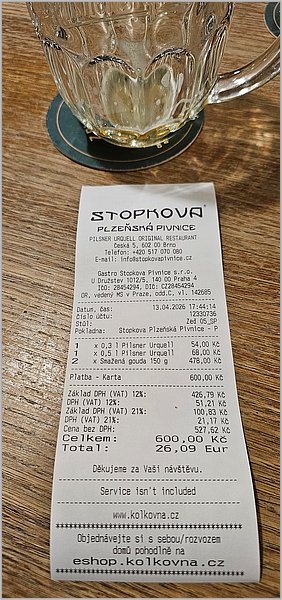 STOPKOVA
PLZEŇSKÁ PIVNICE
PILSNER URQUELL ORIGINAL RESTAURANT
Česká 5, 602 00 Brno
Telefon: +420 517 070 080
E-mail: info@stopkovapivnice.cz
Gastro Stopkova Pivnice s.r.o.
U Družstev 1012/5, 140 00 Praha 4
IČO: 28454294, DIČ: CZ28454294
OR. vedený MS v Praze, odd.C, vl. 142685
Datum, čas: 13.04.2026 17:44:14
Číslo účtu: 12330736
Stůl: Zed 05_SP
Pokladna: Stopkova Plzeňská Pivnice - P
1 x 0,3 l Pilsner Urquell 54,00 Kč
1 x 0,5 l Pilsner Urquell 68,00 Kč
2 x Smažená gouda 150 g 478,00 Kč
Platba - Karta 600,00 Kč
Základ DPH (VAT) 12%: 426,79 Kč
DPH (VAT) 12%: 51,21 Kč
Základ DPH (VAT) 21%: 100,83 Kč
DPH (VAT) 21%: 21,17 Kč
Cena bez DPH: 527,62 Kč
Celkem: 600,00 Kč
Total: 26,09 Eur
Děkujeme za Vaši návštěvu.
Service isn't included
www.kolkovna.cz
Objednávejte si s sebou/rozvozem
domů pohodlně na
eshop.kolkovna.cz